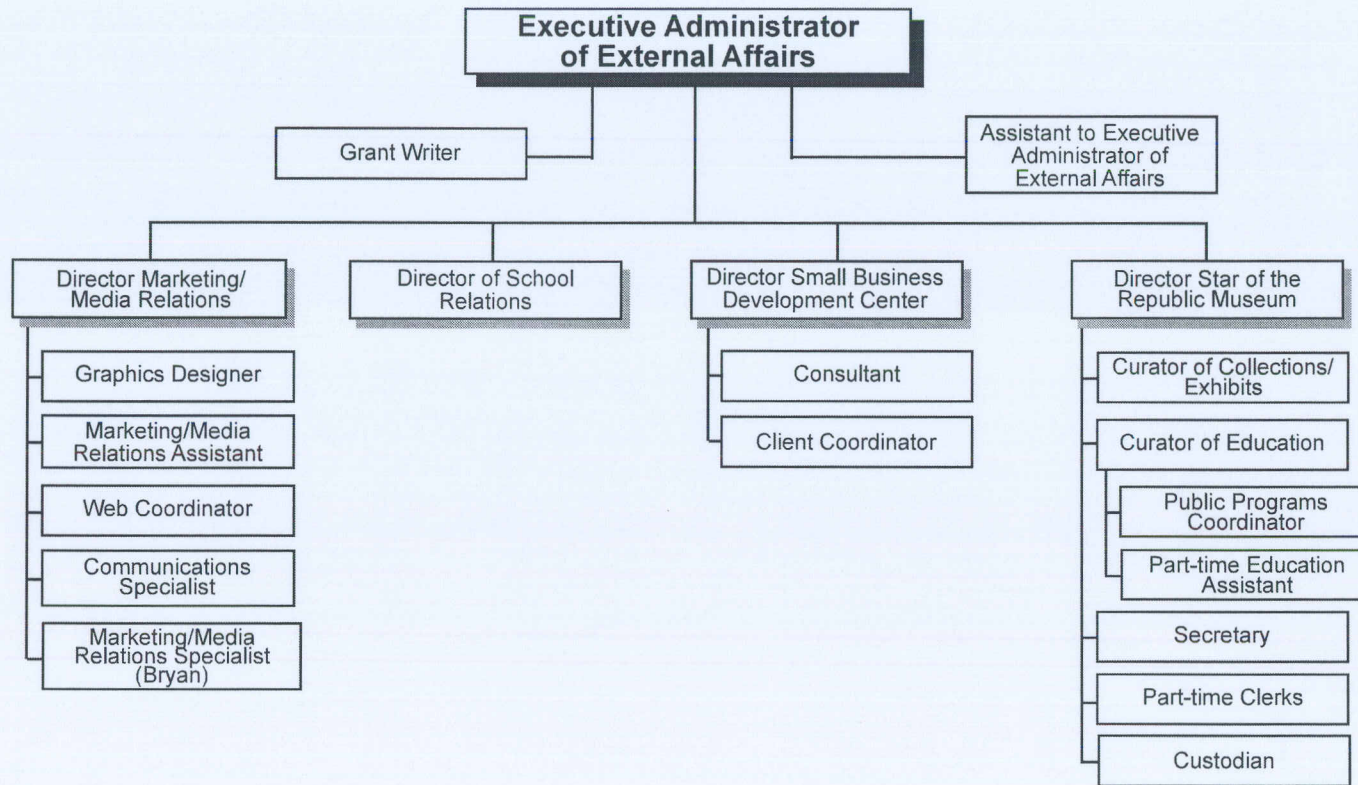 Executive Administrator
of External Affairs
Grant Writer
Assistant to Executive
Administrator of
External Affairs
Director Marketing/
Media Relations
Graphics Designer
Marketing/Media
Relations Assistant
Web Coordinator
Communications
Specialist
Marketing/Media
Relations Specialist
(Bryan)
Director of School
Relations
Director Small Business
Development Center
Consultant
Client Coordinator
Director Star of the
Republic Museum
Curator of Collections/
Exhibits
Curator of Education
Public Programs
Coordinator
Part-time Education
Assistant
Secretary
Part-time Clerks
Custodian